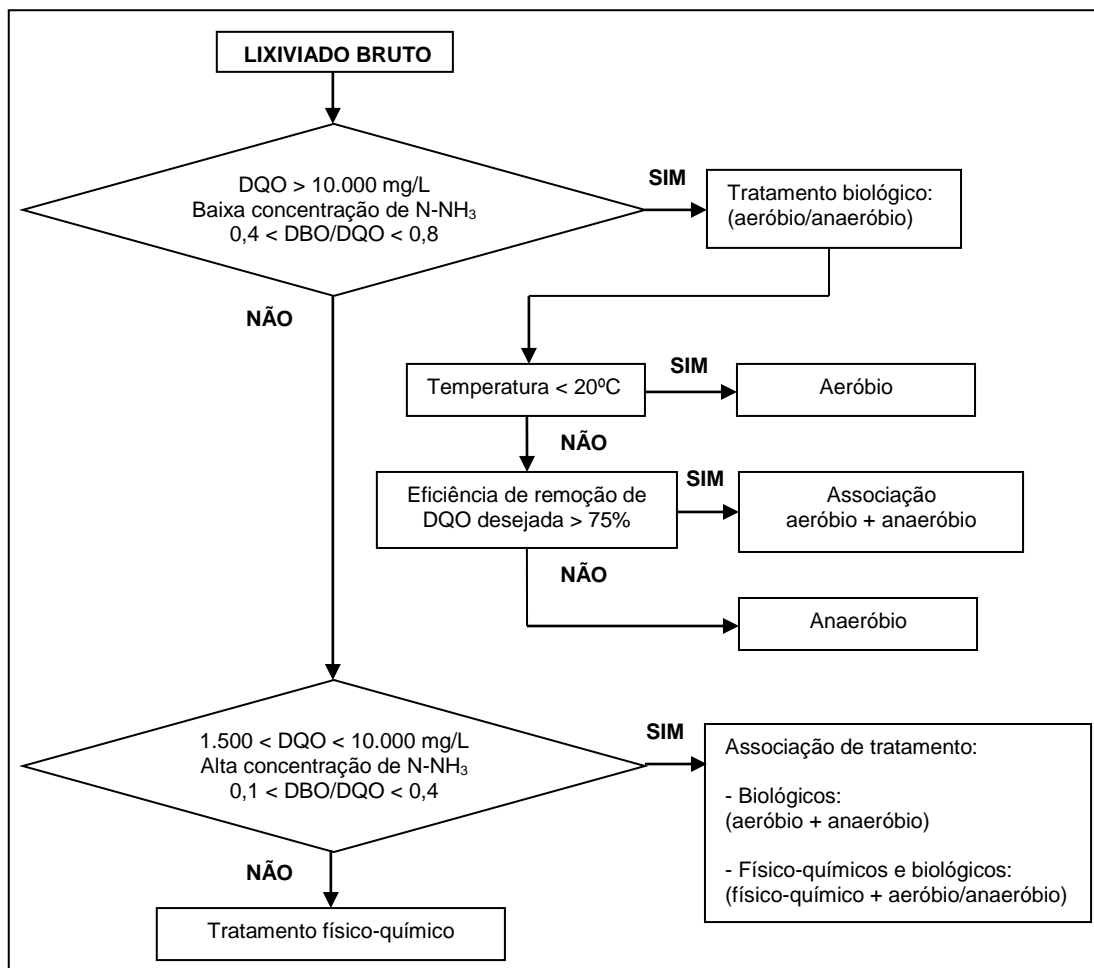 LIXIVIADO BRUTO
DQO > 10.000 mg/L
Baixa concentração de N-NH₃
0,4 < DBO/DQO < 0,8
SIM
Tratamento biológico:
(aeróbio/anaeróbio)
NÃO
Temperatura < 20ºC
SIM
Aeróbio
NÃO
Eficiência de remoção de
DQO desejada > 75%
SIM
Associação
aeróbio + anaeróbio
NÃO
Anaeróbio
1.500 < DQO < 10.000 mg/L
Alta concentração de N-NH₃
0,1 < DBO/DQO < 0,4
SIM
Associação de tratamento:
- Biológicos:
(aeróbio + anaeróbio)
- Físico-químicos e biológicos:
(físico-químico + aeróbio/anaeróbio)
NÃO
Tratamento físico-químico